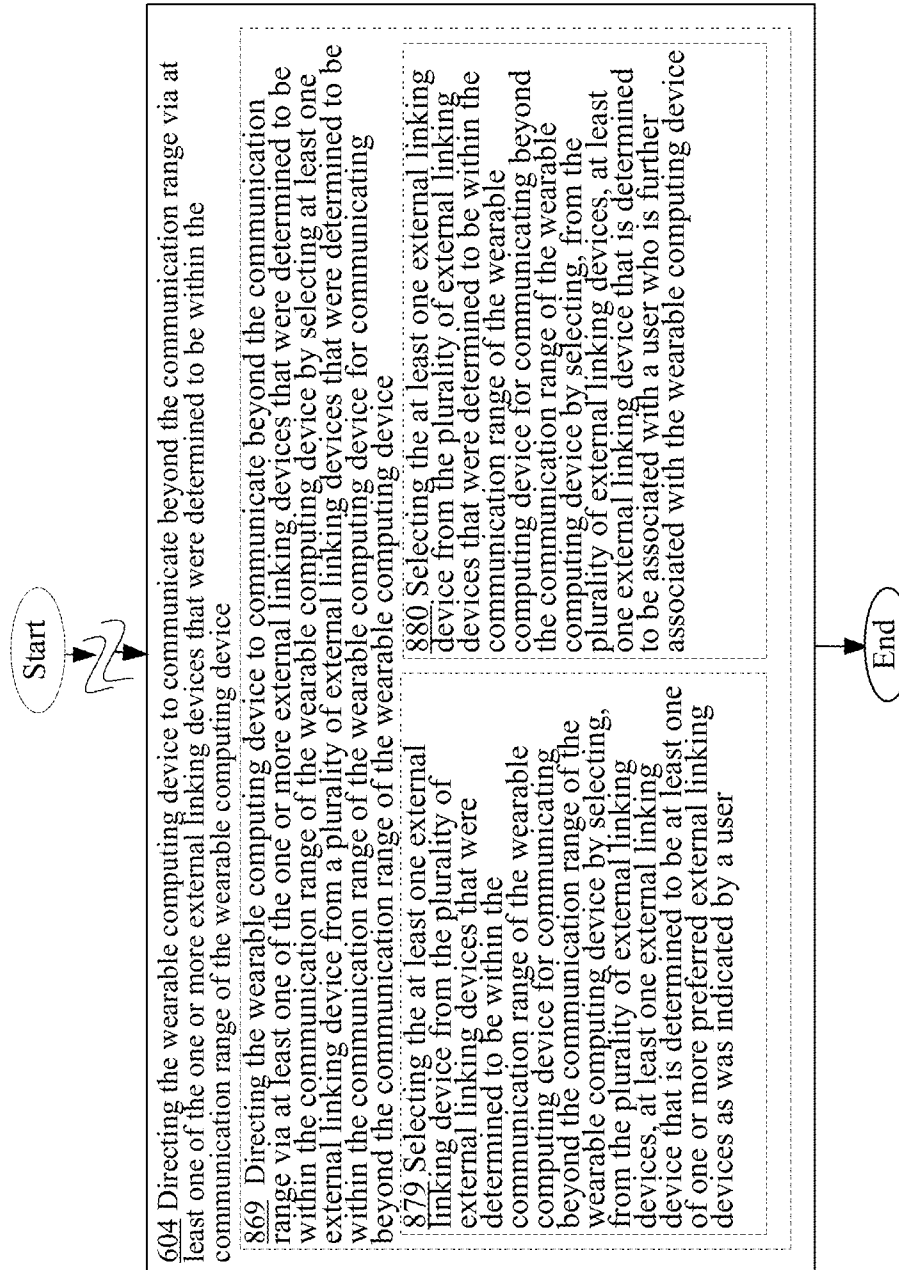 Start
604 Directing the wearable computing device to communicate beyond the communication range via at
least one of the one or more external linking devices that were determined to be within the
communication range of the wearable computing device
869 Directing the wearable computing device to communicate beyond the communication
range via at least one of the one or more external linking devices that were determined to be
within the communication range of the wearable computing device by selecting at least one
external linking device from a plurality of external linking devices that were determined to be
within the communication range of the wearable computing device for communicating
beyond the communication range of the wearable computing device
879 Selecting the at least one external
linking device from the plurality of
external linking devices that were
determined to be within the
communication range of the wearable
computing device for communicating
beyond the communication range of the
wearable computing device by selecting,
from the plurality of external linking
devices, at least one external linking
device that is determined to be at least one
of one or more preferred external linking
devices as was indicated by a user
880 Selecting the at least one external linking
device from the plurality of external linking
devices that were determined to be within the
communication range of the wearable
computing device for communicating beyond
the communication range of the wearable
computing device by selecting, from the
plurality of external linking devices, at least
one external linking device that is determined
to be associated with a user who is further
associated with the wearable computing device
End